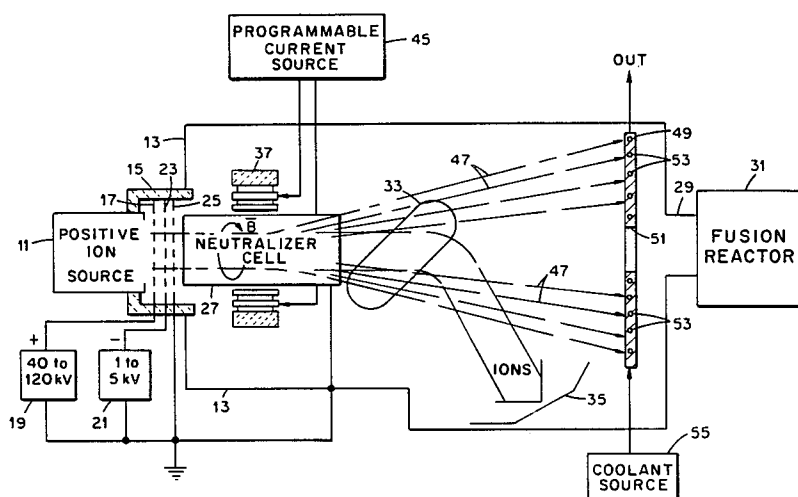 PROGRAMMABLE
CURRENT
SOURCE
45
OUT
13
37
49
15
23
47
53
17
25
33
31
29
11
POSITIVE
ION
SOURCE
B
NEUTRALIZER
CELL
51
FUSION
REACTOR
27
47
53
+
−
40 to
120kV
1 to
5 kV
IONS
19
21
13
35
55
COOLANT
SOURCE